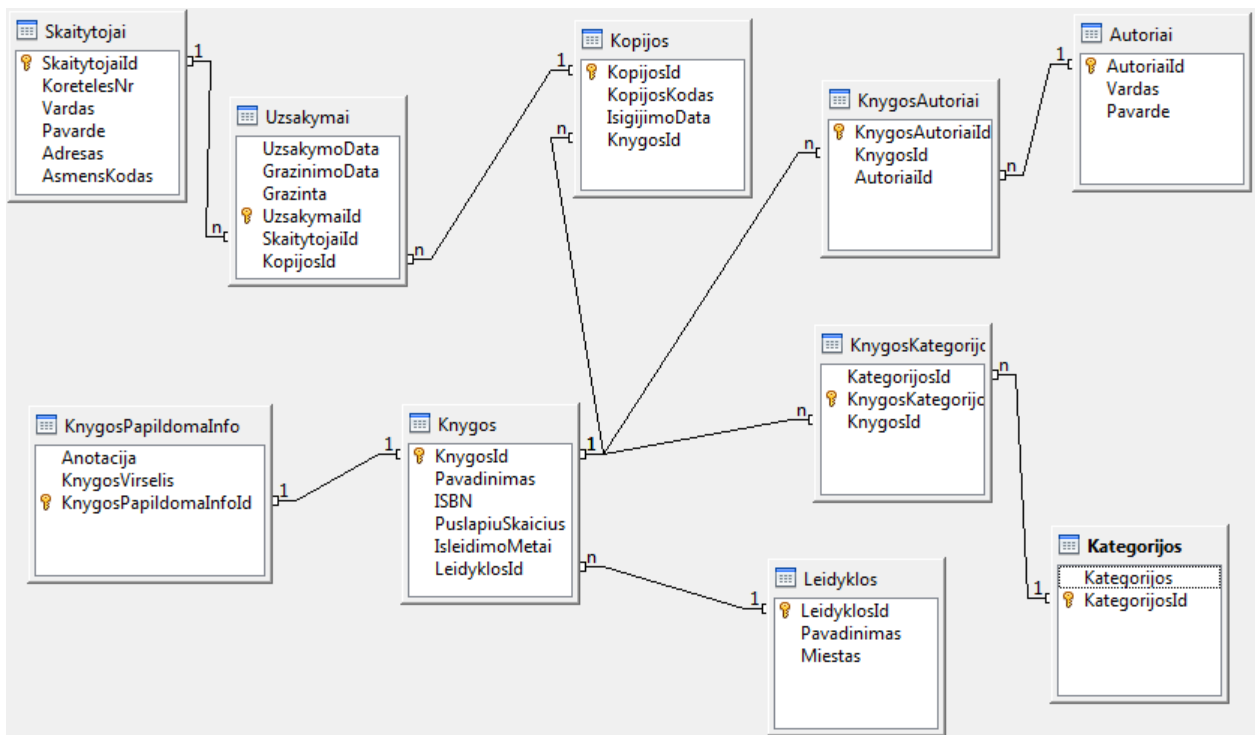 Skaitytojai
SkaitytojaiId
KoretelesNr
Vardas
Pavarde
Adresas
AsmensKodas
1
n
Uzsakymai
UzsakymoData
GrazinimoData
Grazinta
UzsakymaiId
SkaitytojaiId
KopijosId
n
1
Kopijos
KopijosId
KopijosKodas
IsigijimoData
KnygosId
n
KnygosAutoriai
KnygosAutoriaiId
KnygosId
AutoriaiId
n
n
1
Autoriai
AutoriaiId
Vardas
Pavarde
KnygosPapildomaInfo
Anotacija
KnygosVirselis
KnygosPapildomaInfoId
1
1
Knygos
KnygosId
Pavadinimas
ISBN
PuslapiuSkaicius
IsleidimoMetai
LeidyklosId
1
n
KnygosKategorijo
KategorijosId
KnygosKategorijo
KnygosId
n
n
1
Leidyklos
LeidyklosId
Pavadinimas
Miestas
1
Kategorijos
Kategorijos
KategorijosId